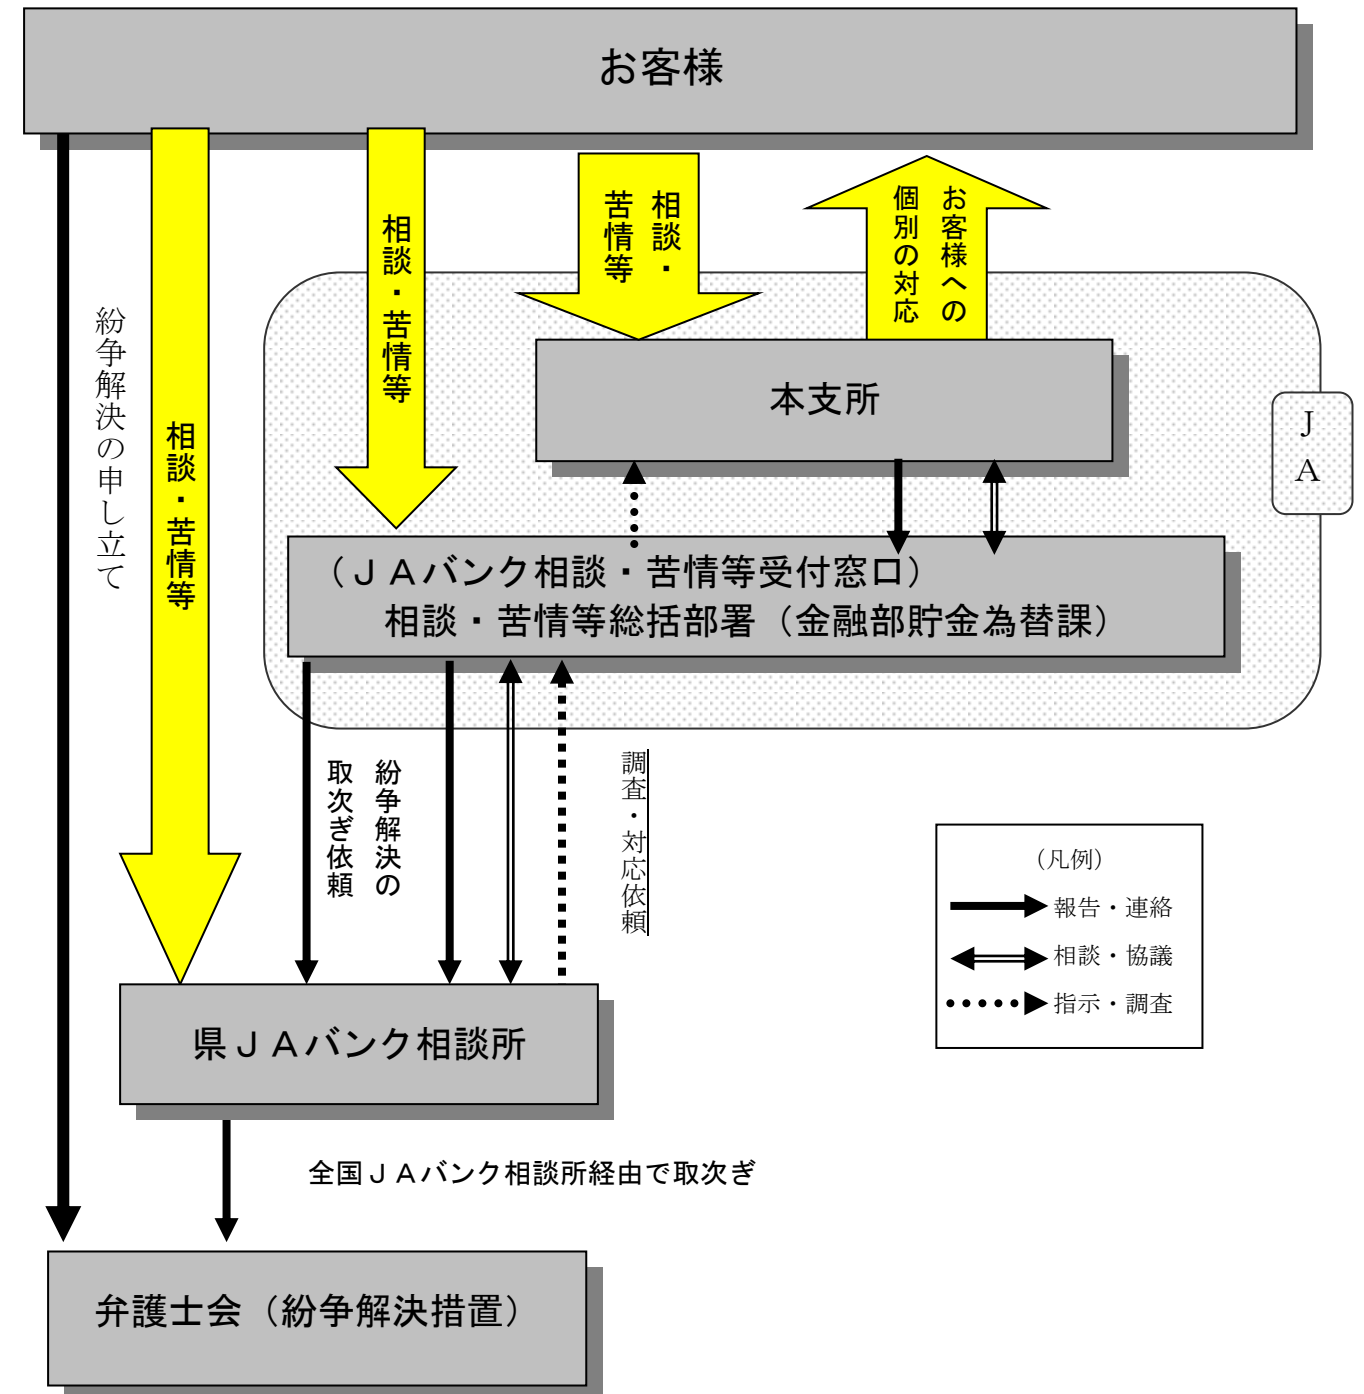 お客様
相談・
苦情等
お客様への
個別の対応
相談・苦情等
相談・苦情等
紛争解決の申し立て
本支所
J
A
（ＪＡバンク相談・苦情等受付窓口）
相談・苦情等総括部署（金融部貯金為替課）
紛争解決の
取次ぎ依頼
調査・対応依頼
（凡例）
報告・連絡
相談・協議
指示・調査
県ＪＡバンク相談所
全国ＪＡバンク相談所経由で取次ぎ
弁護士会（紛争解決措置）